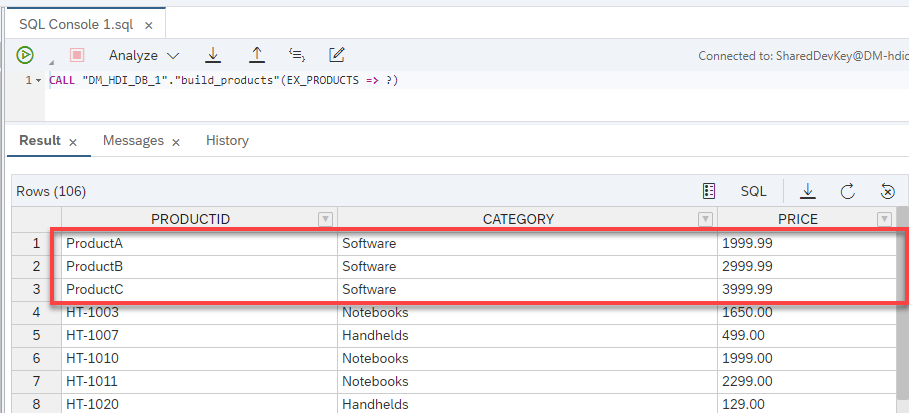 SQL Console 1.sql ×
Analyze Connected to: SharedDevKey@DM-hdic
1 CALL "DM_HDI_DB_1"."build_products"(EX_PRODUCTS => ?)
Result × Messages × History
Rows (106) SQL
PRODUCTID CATEGORY PRICE
1 ProductA Software 1999.99
2 ProductB Software 2999.99
3 ProductC Software 3999.99
4 HT-1003 Notebooks 1650.00
5 HT-1007 Handhelds 499.00
6 HT-1010 Notebooks 1999.00
7 HT-1011 Notebooks 2299.00
8 HT-1020 Handhelds 129.00